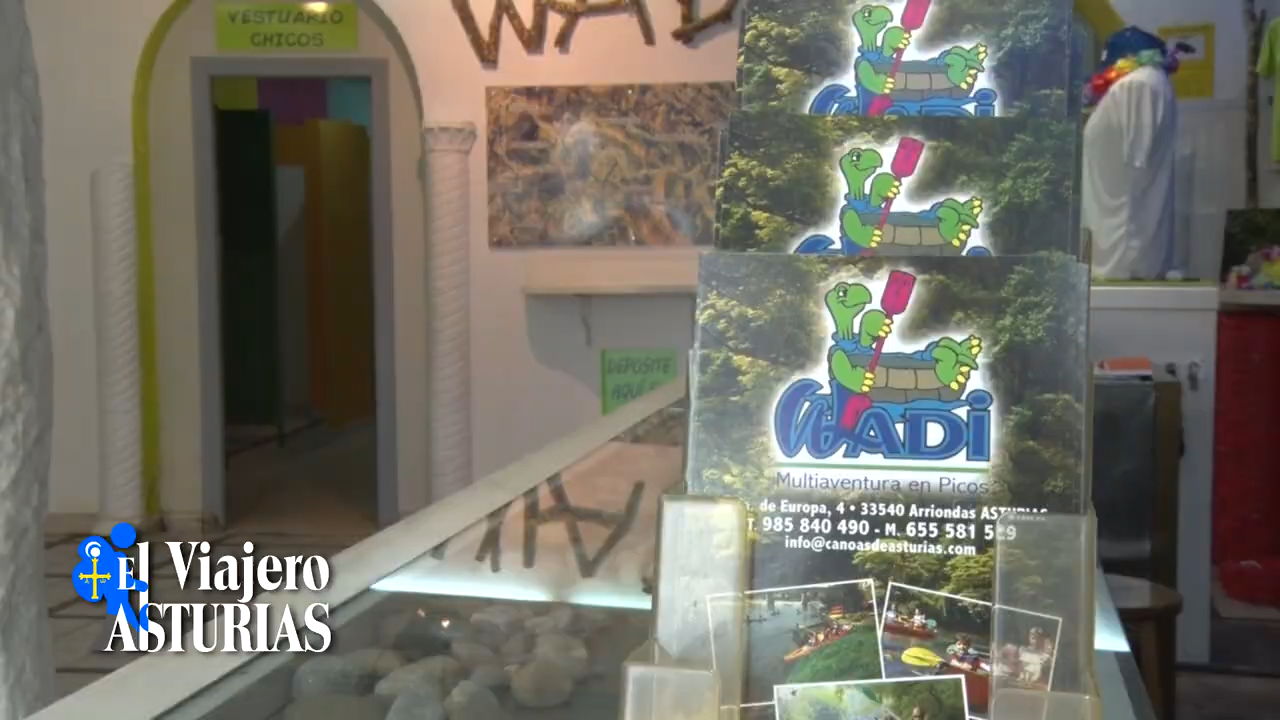 VESTUARIO
CHICOS
WADI
DEPOSITE
AQUÍ
WADi
Multiaventura en Picos
de Europa, 4 • 33540 Arriondas ASTURIAS
T. 985 840 490 - M. 655 581 5
info@canoasdeasturias.com
El Viajero
ASTURIAS